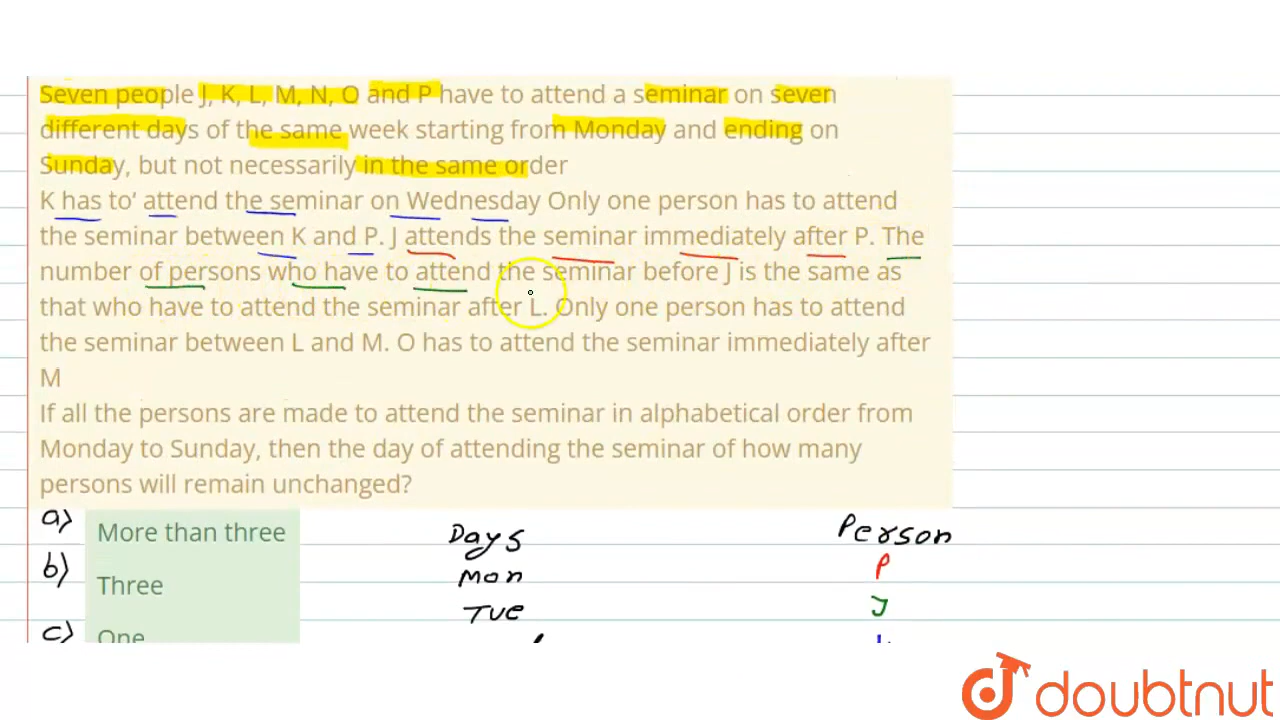 Seven people J, K, L, M, N, O and P have to attend a seminar on seven
different days of the same week starting from Monday and ending on
Sunday, but not necessarily in the same order
K has to‘ attend the seminar on Wednesday Only one person has to attend
the seminar between K and P. J attends the seminar immediately after P. The
number of persons who have to attend the seminar before J is the same as
that who have to attend the seminar after L. Only one person has to attend
the seminar between L and M. O has to attend the seminar immediately after
M
If all the persons are made to attend the seminar in alphabetical order from
Monday to Sunday, then the day of attending the seminar of how many
persons will remain unchanged?
a) More than three
Days Person
b) Three
Mon P
Tue J
c) One
doubtnut